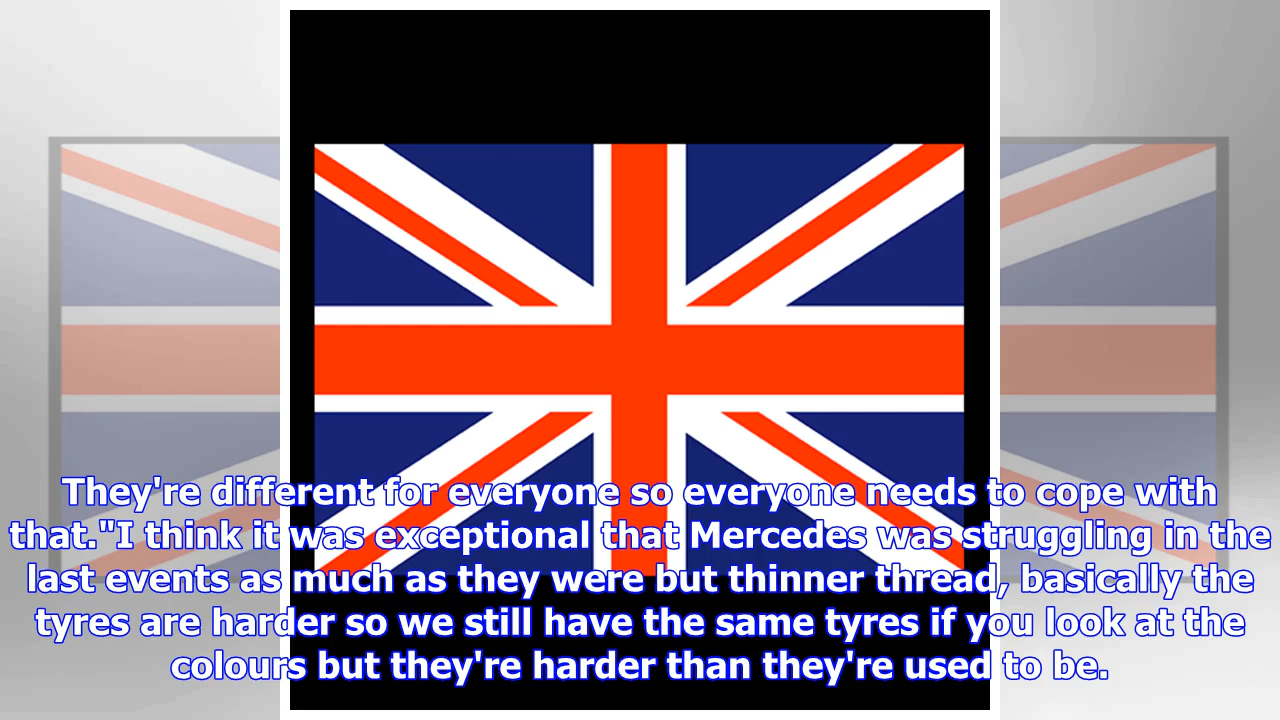 They're different for everyone so everyone needs to cope with
that."I think it was exceptional that Mercedes was struggling in the
last events as much as they were but thinner thread, basically the
tyres are harder so we still have the same tyres if you look at the
colours but they're harder than they're used to be.